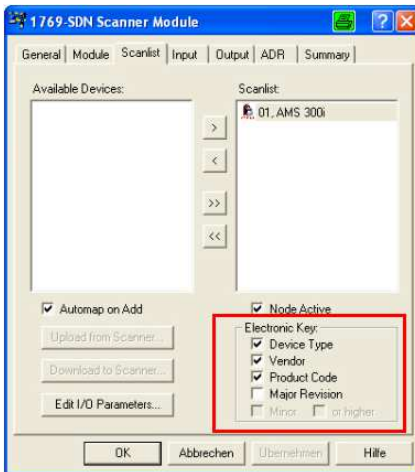 1769-SDN Scanner Module
General Module Scanlist Input Output ADR Summary
Available Devices:
Scanlist:
01, AMS 300i
>
<
>>
<<
Automap on Add
Node Active
Upload from Scanner...
Download to Scanner...
Edit I/O Parameters...
Electronic Key:
Device Type
Vendor
Product Code
Major Revision
Minor or higher
OK Abbrechen Übernehmen Hilfe